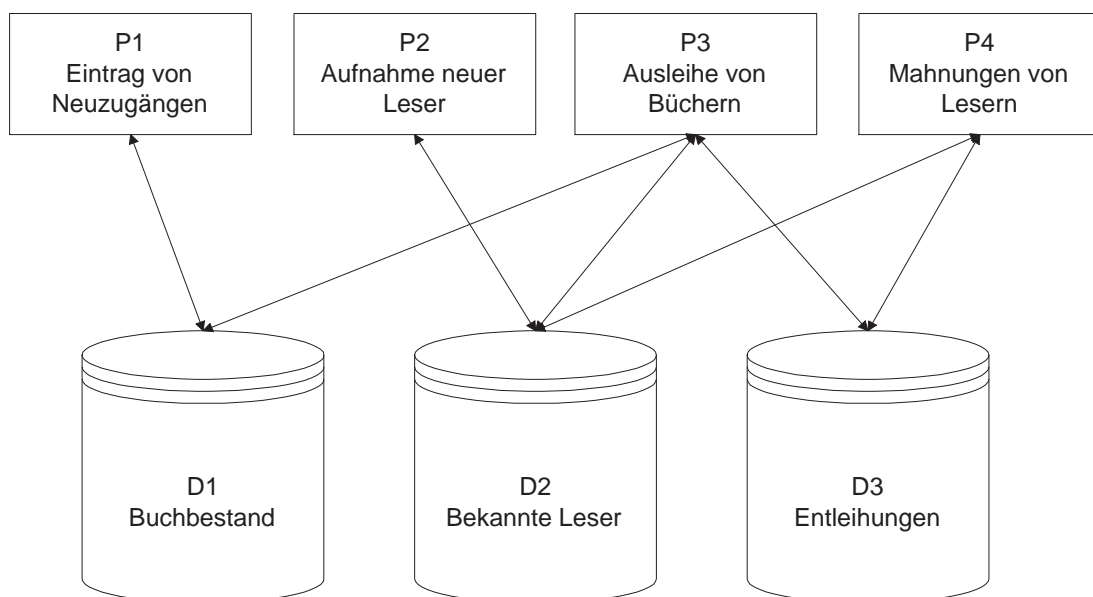 P1
Eintrag von
Neuzugängen
P2
Aufnahme neuer
Leser
P3
Ausleihe von
Büchern
P4
Mahnungen von
Lesern
D1
Buchbestand
D2
Bekannte Leser
D3
Entleihungen